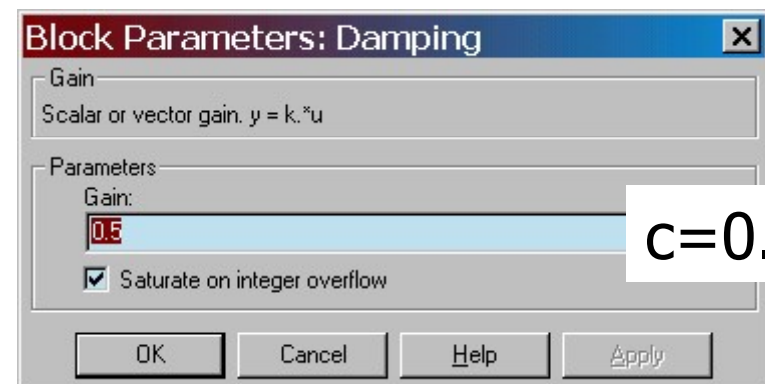 Block Parameters: Damping
Gain
Scalar or vector gain. y = k.*u
Parameters
Gain:
0.5
c=0.
Saturate on integer overflow
OK Cancel Help Apply